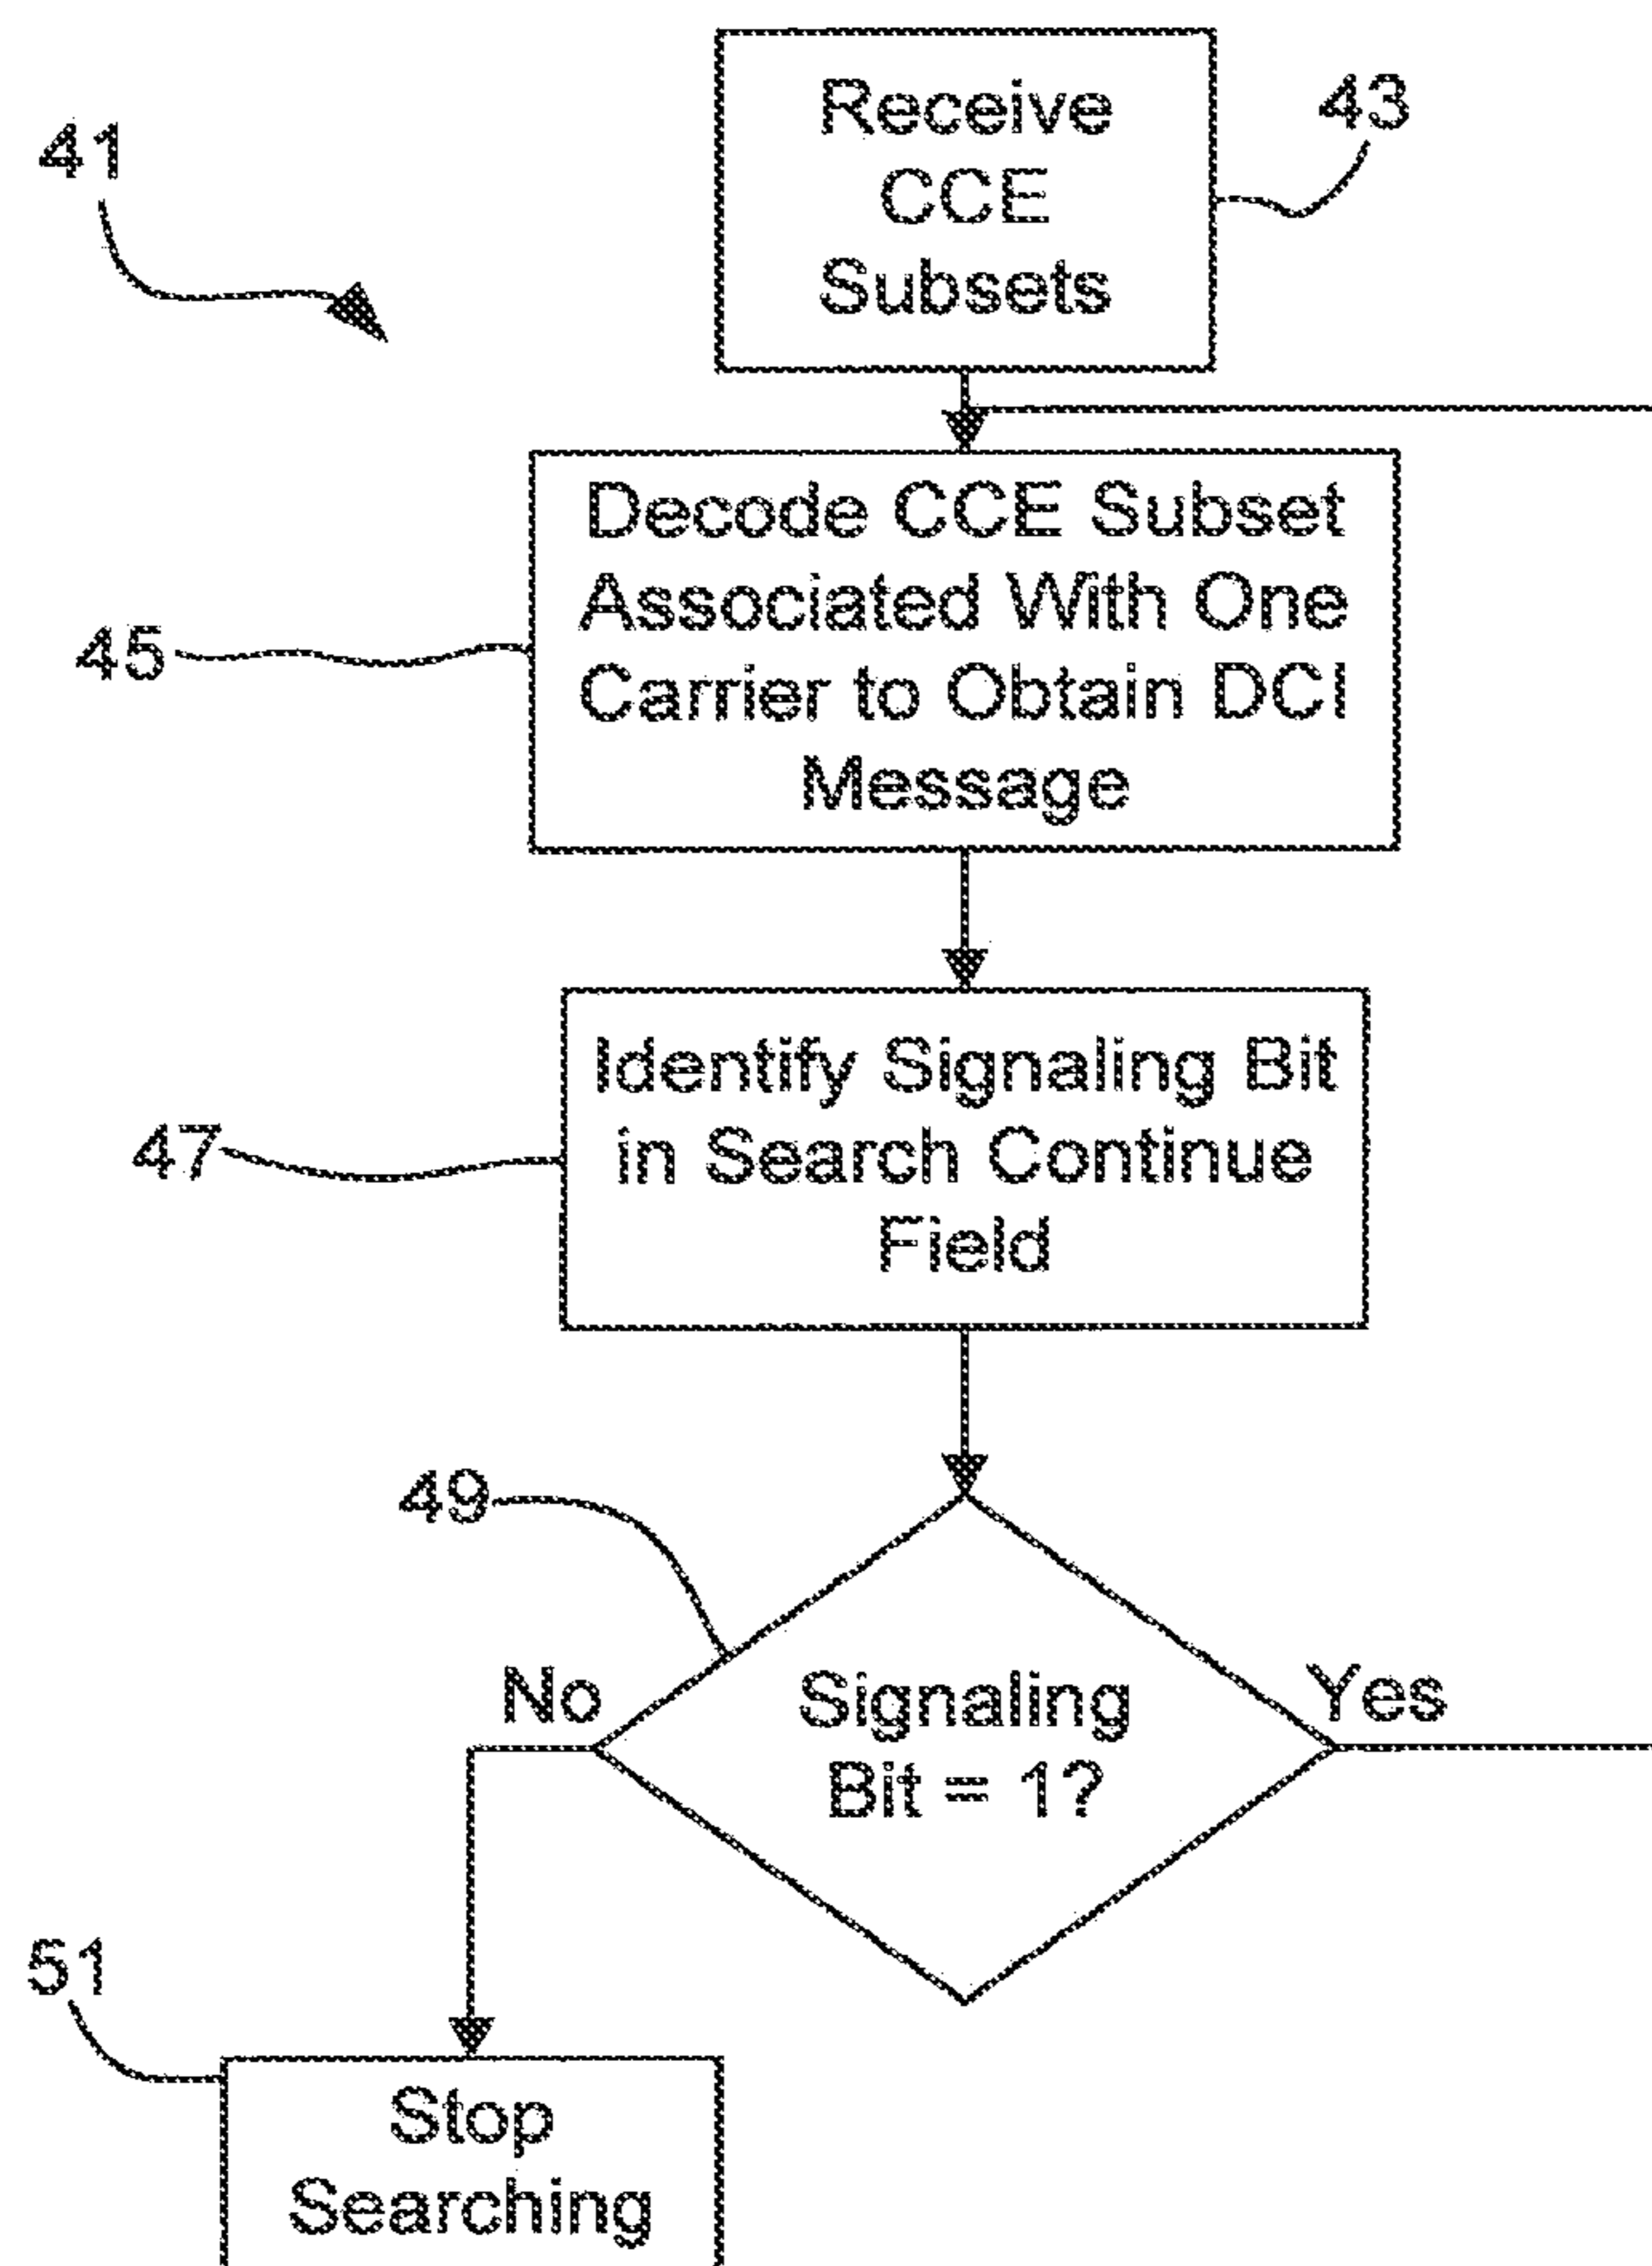 41
Receive
CCE
Subsets
43
45
Decode CCE Subset
Associated With One
Carrier to Obtain DCI
Message
47
Identify Signaling Bit
in Search Continue
Field
49
No
Signaling
Bit = 1?
Yes
51
Stop
Searching